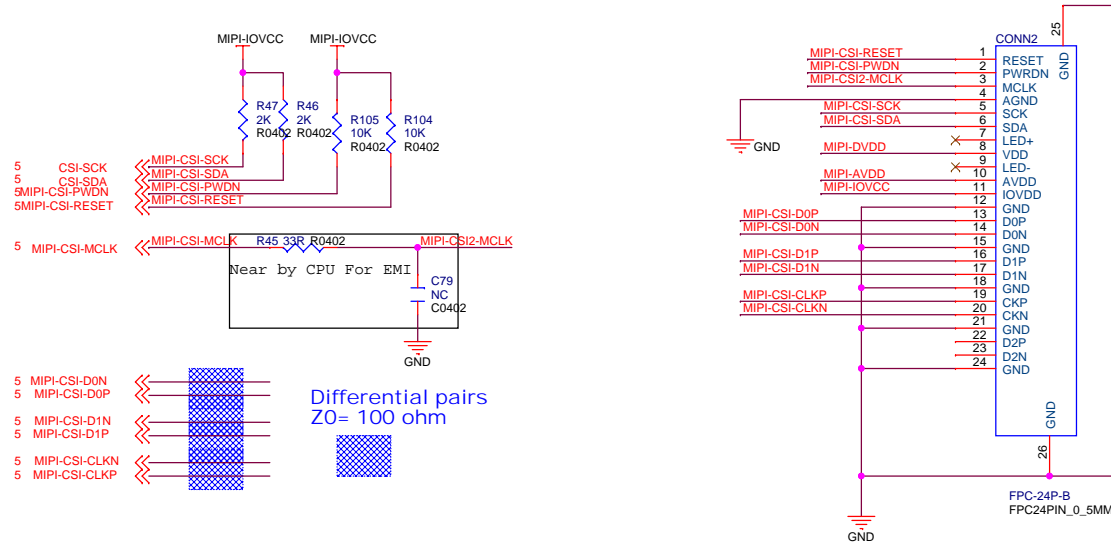 MIPI-IOVCC MIPI-IOVCC
R47
2K
R0402
R46
2K
R0402
R105
10K
R0402
R104
10K
R0402
5 CSI-SCK MIPI-CSI-SCK
5 CSI-SDA MIPI-CSI-SDA
5 MIPI-CSI-PWDN MIPI-CSI-PWDN
5 MIPI-CSI-RESET MIPI-CSI-RESET
5 MIPI-CSI-MCLK MIPI-CSI-MCLK R45 33R R0402 MIPI-CSI2-MCLK
Near by CPU For EMI
C79
NC
C0402
GND
5 MIPI-CSI-D0N
5 MIPI-CSI-D0P
5 MIPI-CSI-D1N
5 MIPI-CSI-D1P
5 MIPI-CSI-CLKN
5 MIPI-CSI-CLKP
Differential pairs
Z0= 100 ohm
CONN2
25
GND
MIPI-CSI-RESET 1 RESET
MIPI-CSI-PWDN 2 PWRDN
MIPI-CSI2-MCLK 3 MCLK
4 AGND
GND
MIPI-CSI-SCK 5 SCK
MIPI-CSI-SDA 6 SDA
7 LED+
MIPI-DVDD 8 VDD
9 LED-
MIPI-AVDD 10 AVDD
MIPI-IOVCC 11 IOVDD
12 GND
MIPI-CSI-D0P 13 D0P
MIPI-CSI-D0N 14 D0N
15 GND
MIPI-CSI-D1P 16 D1P
MIPI-CSI-D1N 17 D1N
18 GND
MIPI-CSI-CLKP 19 CKP
MIPI-CSI-CLKN 20 CKN
21 GND
22 D2P
23 D2N
24 GND
GND
26
FPC-24P-B
FPC24PIN_0_5MM
GND